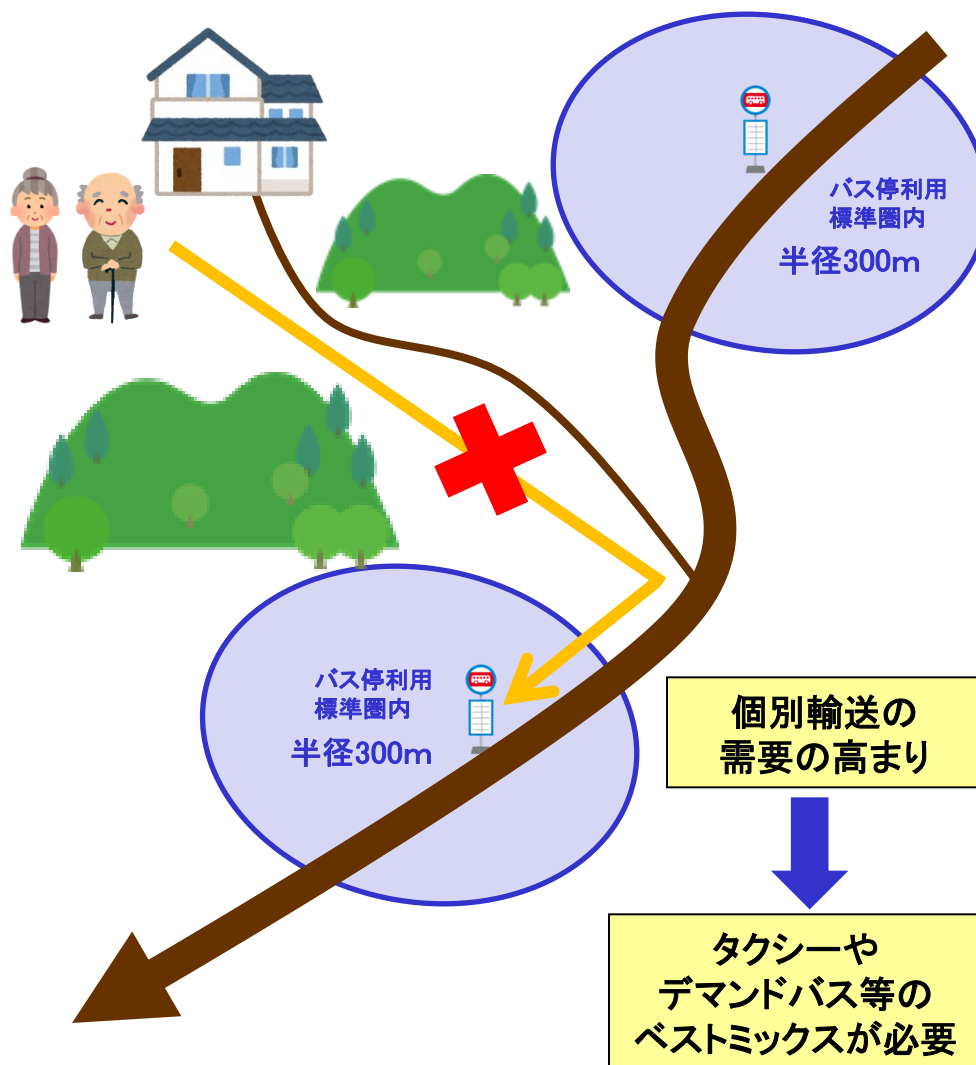 バス停利用
標準圏内
半径300m
バス停利用
標準圏内
半径300m
個別輸送の
需要の高まり
タクシーや
デマンドバス等の
ベストミックスが必要